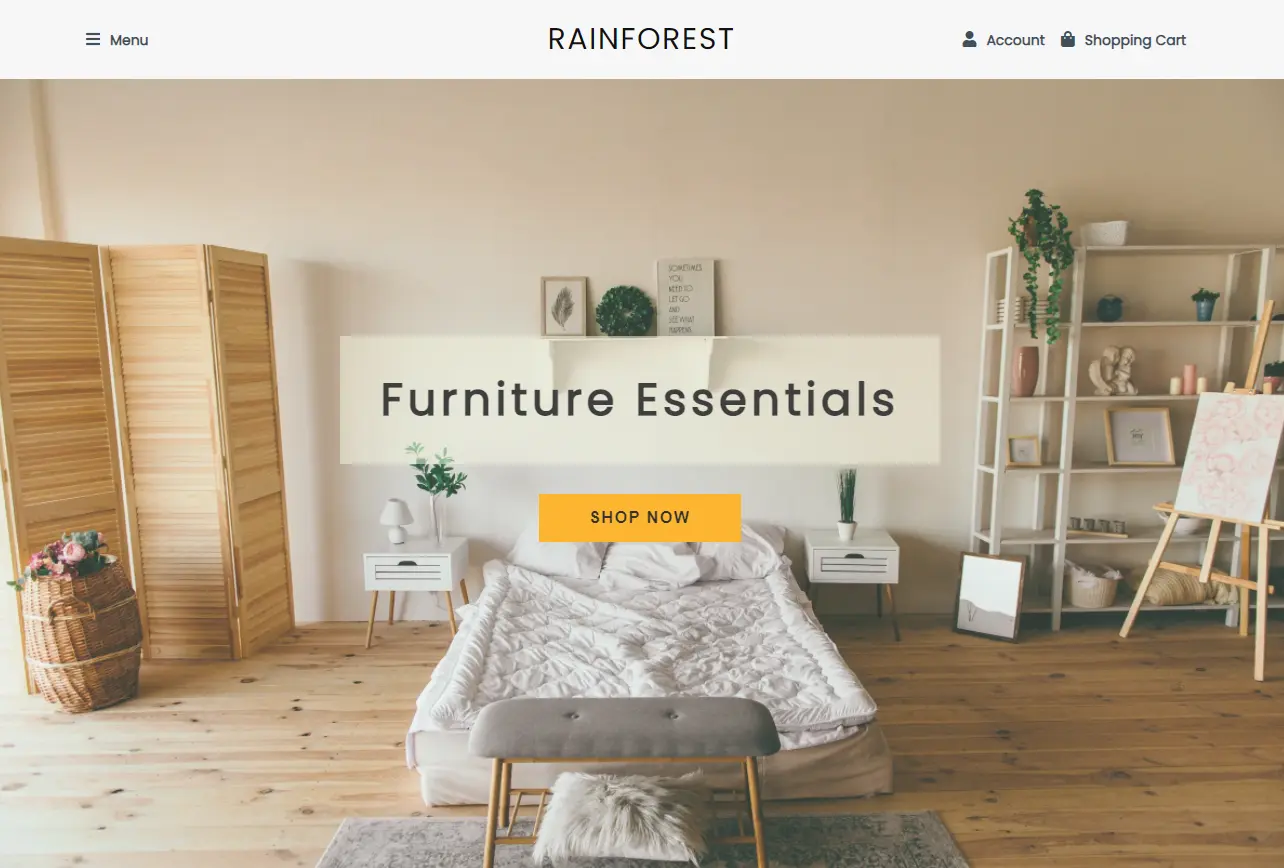 Menu
RAINFOREST
Account
Shopping Cart
SOMETIMES
YOU
NEED TO
LET GO
AND
SEE WHAT
HAPPENS
Furniture Essentials
SHOP NOW